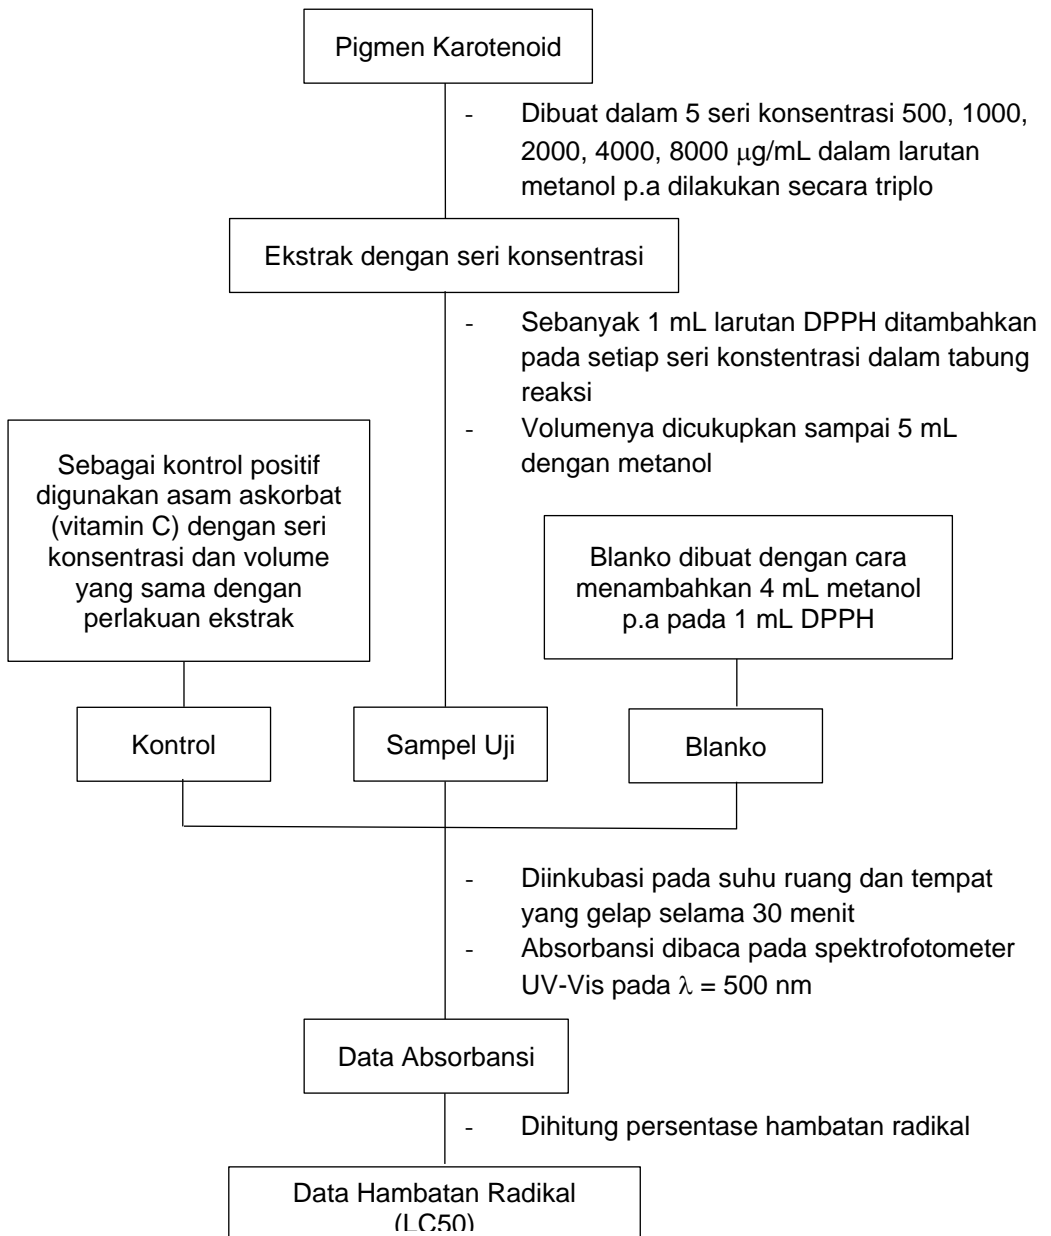 Pigmen Karotenoid
- Dibuat dalam 5 seri konsentrasi 500, 1000,
2000, 4000, 8000 μg/mL dalam larutan
metanol p.a dilakukan secara triplo
Ekstrak dengan seri konsentrasi
- Sebanyak 1 mL larutan DPPH ditambahkan
pada setiap seri konstentrasi dalam tabung
reaksi
- Volumenya dicukupkan sampai 5 mL
dengan metanol
Sebagai kontrol positif
digunakan asam askorbat
(vitamin C) dengan seri
konsentrasi dan volume
yang sama dengan
perlakuan ekstrak
Blanko dibuat dengan cara
menambahkan 4 mL metanol
p.a pada 1 mL DPPH
Kontrol
Sampel Uji
Blanko
- Diinkubasi pada suhu ruang dan tempat
yang gelap selama 30 menit
- Absorbansi dibaca pada spektrofotometer
UV-Vis pada λ = 500 nm
Data Absorbansi
- Dihitung persentase hambatan radikal
Data Hambatan Radikal
(LC50)